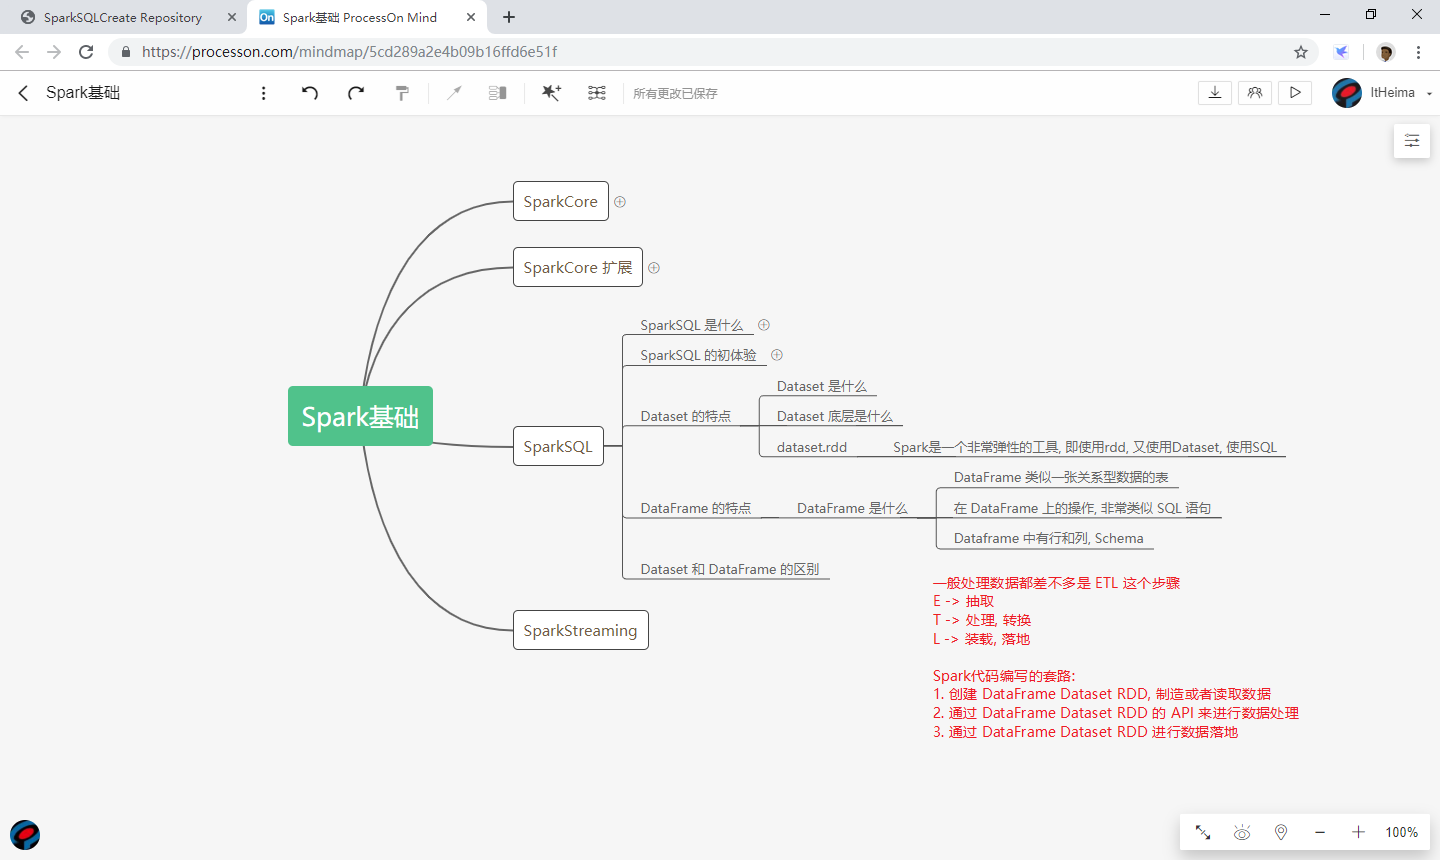 SparkSQLCreate Repository
Spark基础 ProcessOn Mind
https://processon.com/mindmap/5cd289a2e4b09b16ffd6e51f
Spark基础
所有更改已保存
ItHeima
SparkCore
SparkCore 扩展
SparkSQL 是什么
SparkSQL 的初体验
Dataset 是什么
Dataset 的特点
Dataset 底层是什么
Spark基础
SparkSQL
dataset.rdd
Spark是一个非常弹性的工具, 即使用rdd, 又使用Dataset, 使用SQL
DataFrame 类似一张关系型数据的表
DataFrame 的特点
DataFrame 是什么
在 DataFrame 上的操作, 非常类似 SQL 语句
Dataframe 中有行和列, Schema
Dataset 和 DataFrame 的区别
SparkStreaming
一般处理数据都差不多是 ETL 这个步骤
E -> 抽取
T -> 处理, 转换
L -> 装载, 落地
Spark代码编写的套路:
1. 创建 DataFrame Dataset RDD, 制造或者读取数据
2. 通过 DataFrame Dataset RDD 的 API 来进行数据处理
3. 通过 DataFrame Dataset RDD 进行数据落地
100%